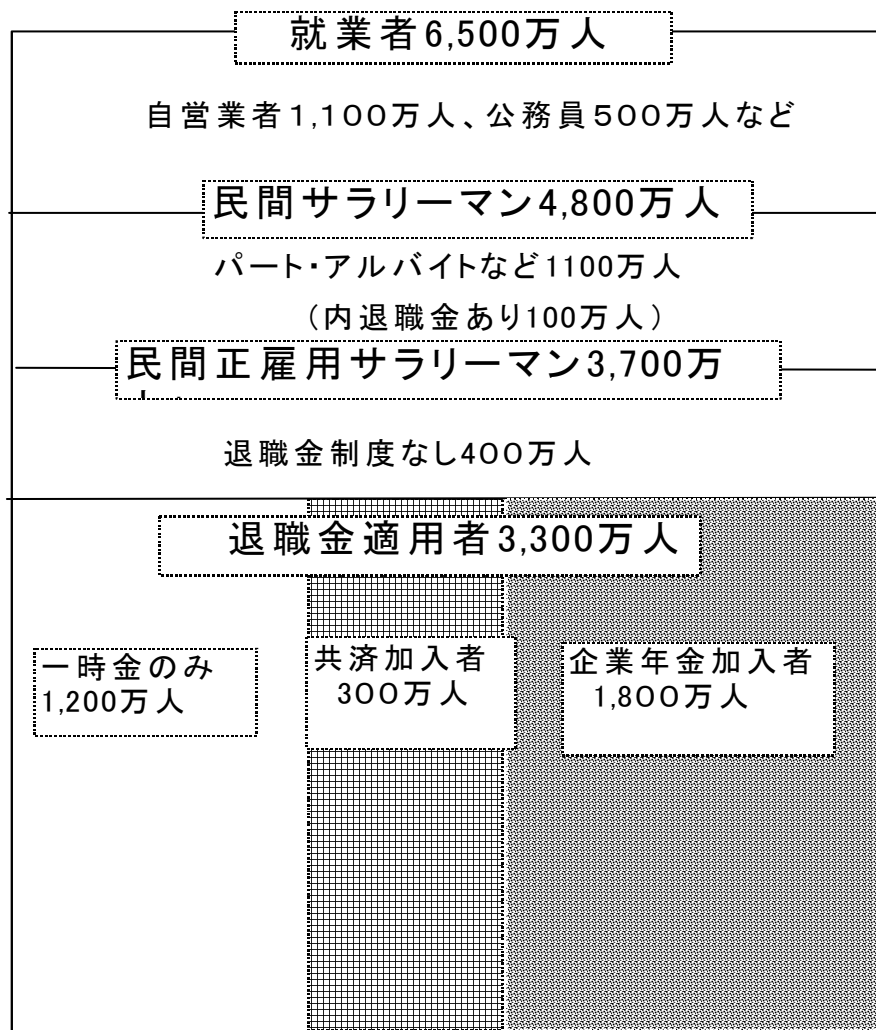 就業者6,500万人
自営業者1,100万人、公務員500万人など
民間サラリーマン4,800万人
パート・アルバイトなど1100万人
(内退職金あり100万人)
民間正雇用サラリーマン3,700万
退職金制度なし400万人
退職金適用者3,300万人
一時金のみ
1,200万人
共済加入者
300万人
企業年金加入者
1,800万人